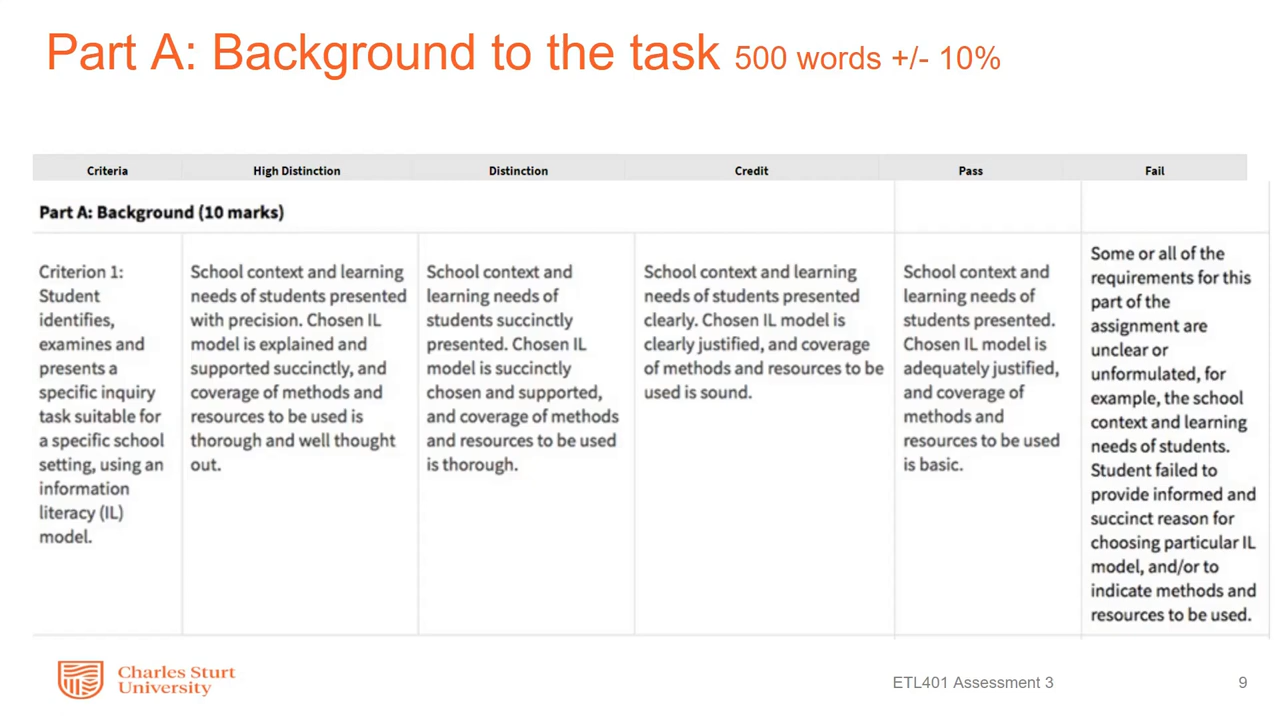 Part A: Background to the task 500 words +/- 10%
Criteria
High Distinction
Distinction
Credit
Pass
Fail
Part A: Background (10 marks)
Criterion 1:
Student
identifies,
examines and
presents a
specific inquiry
task suitable for
a specific school
setting, using an
information
literacy (IL)
model.
School context and learning
needs of students presented
with precision. Chosen IL
model is explained and
supported succinctly, and
coverage of methods and
resources to be used is
thorough and well thought
out.
School context and
learning needs of
students succinctly
presented. Chosen IL
model is succinctly
chosen and supported,
and coverage of methods
and resources to be used
is thorough.
School context and learning
needs of students presented
clearly. Chosen IL model is
clearly justified, and coverage
of methods and resources to be
used is sound.
School context and
learning needs of
students presented.
Chosen IL model is
adequately justified,
and coverage of
methods and
resources to be used
is basic.
Some or all of the
requirements for this
part of the
assignment are
unclear or
unformulated, for
example, the school
context and learning
needs of students.
Student failed to
provide informed and
succinct reason for
choosing particular IL
model, and/or to
indicate methods and
resources to be used.
Charles Sturt
University
ETL401 Assessment 3
9